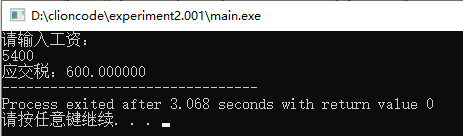 D:\clioncode\experiment2.001\main.exe
请输入工资：
5400
应交税：600.000000
--------------------------------
Process exited after 3.068 seconds with return value 0
请按任意键继续. . .